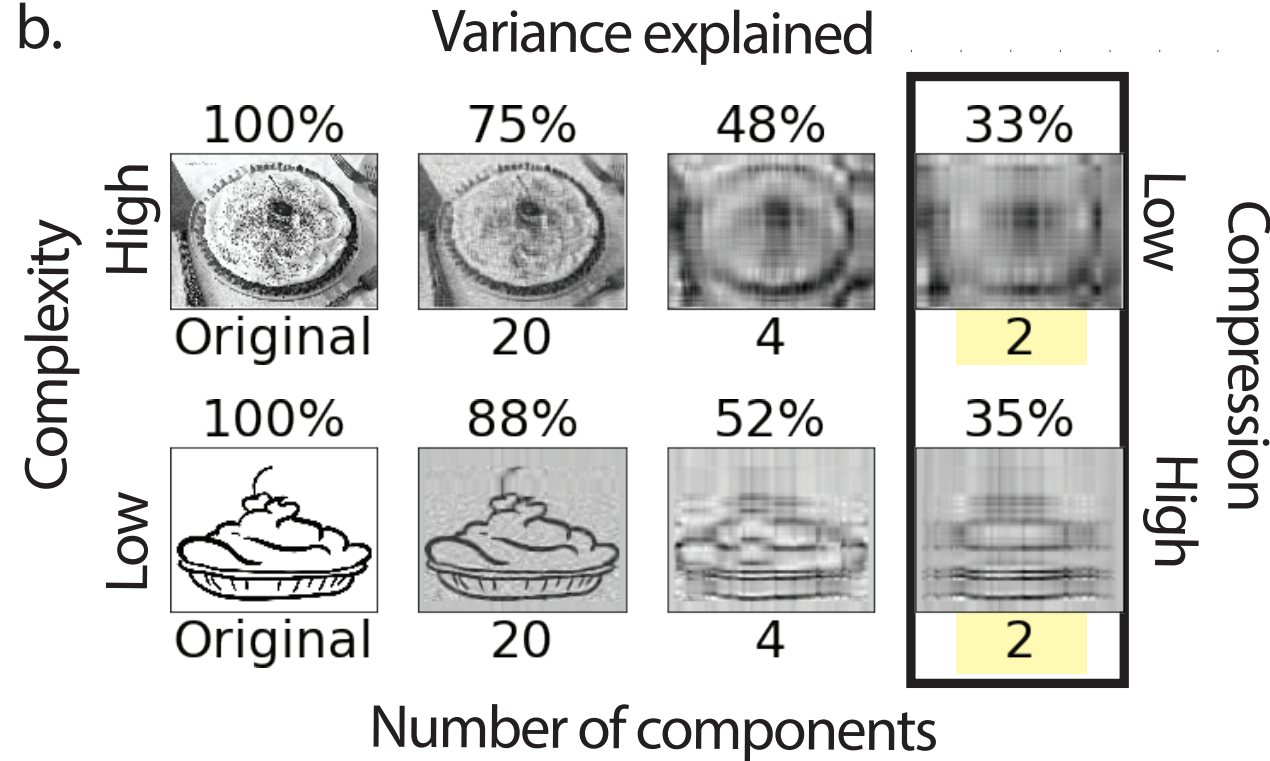 b.
Variance explained
100% 75% 48% 33%
Complexity
High
Low
Compression
Original 20 4 2
100% 88% 52% 35%
Low
High
Original 20 4 2
Number of components